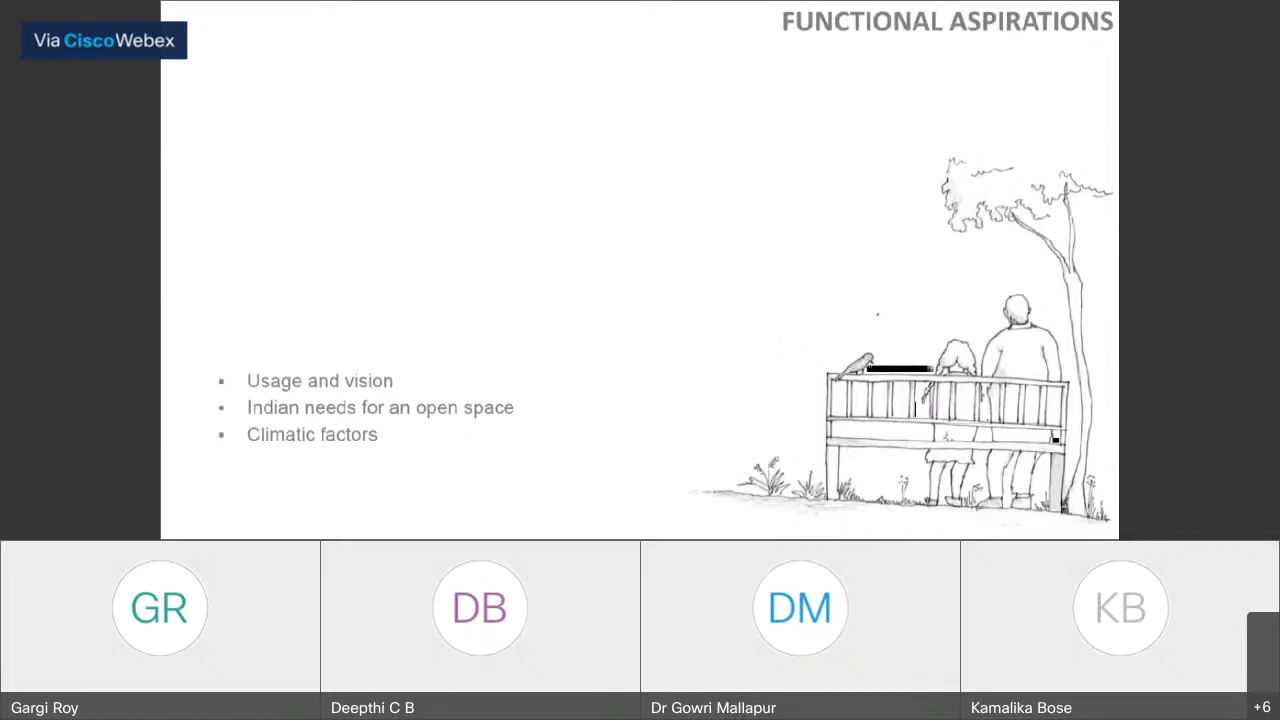 FUNCTIONAL ASPIRATIONS
Via CiscoWebex
Usage and vision
Indian needs for an open space
Climatic factors
GR
DB
DM
KB
Gargi Roy
Deepthi C B
Dr Gowri Mallapur
Kamalika Bose
+6